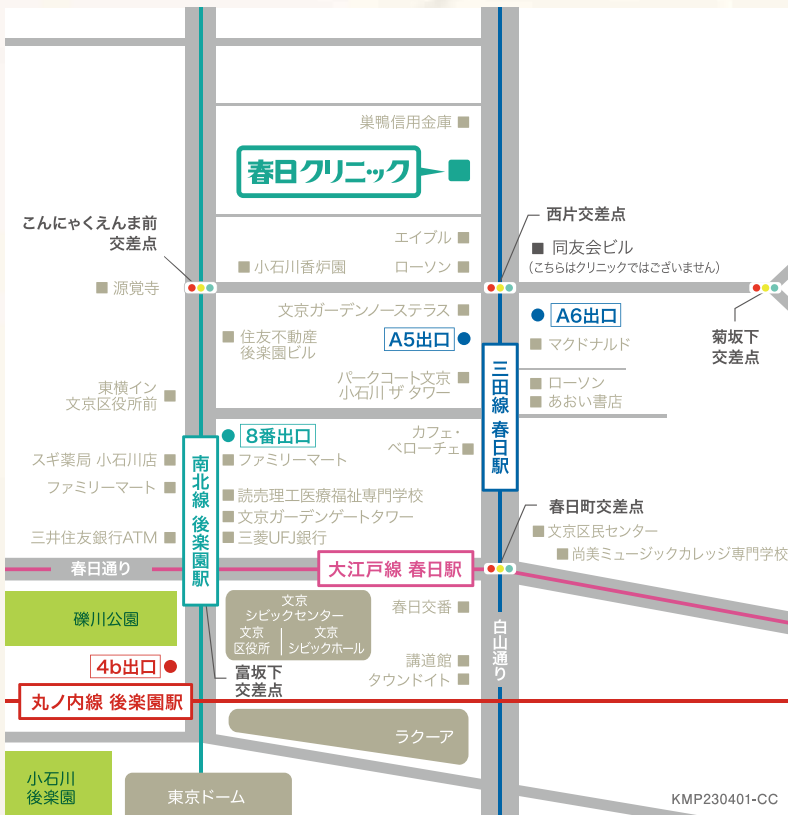 巣鴨信用金庫
春日クリニック
西片交差点
こんにゃくえんま前
交差点
エイブル
同友会ビル
(こちらはクリニックではございません)
小石川香炉園
ローソン
源覚寺
文京ガーデンノーステラス
A6出口
住友不動産
後楽園ビル
A5出口
マクドナルド
菊坂下
交差点
三田線 春日駅
パークコート文京
小石川 ザ タワー
ローソン
あおい書店
東横イン
文京区役所前
8番出口
カフェ・
ベローチェ
南北線 後楽園駅
スギ薬局 小石川店
ファミリーマート
ファミリーマート
読売理工医療福祉専門学校
春日町交差点
文京ガーデンゲートタワー
文京区民センター
三井住友銀行ATM
三菱UFJ銀行
尚美ミュージックカレッジ専門学校
春日通り
大江戸線 春日駅
礫川公園
文京
シビックセンター
文京
区役所
文京
シビックホール
春日交番
白山通り
4b出口
富坂下
交差点
講道館
タウンドイト
丸ノ内線 後楽園駅
ラクーア
小石川
後楽園
東京ドーム
KMP230401-CC